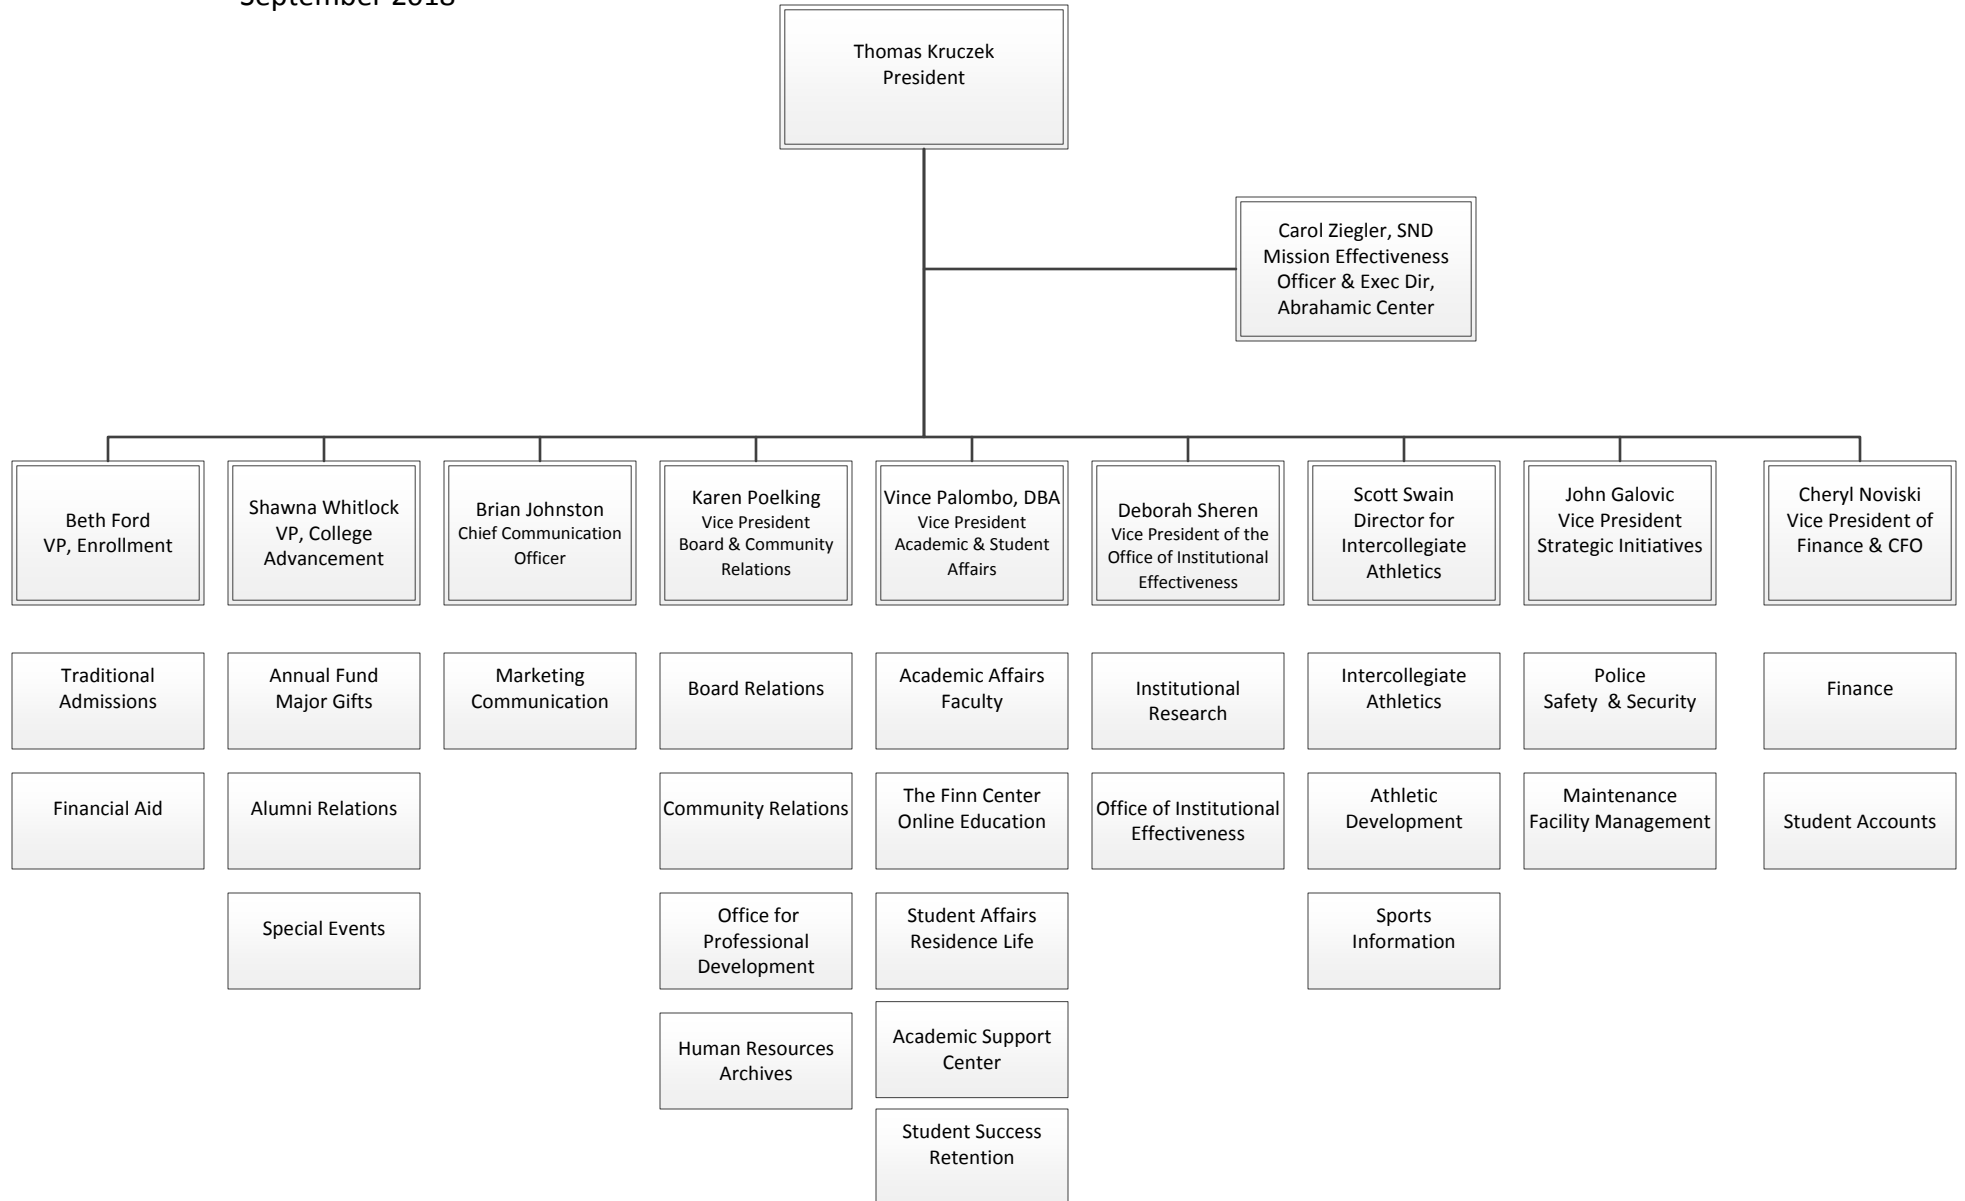 September 2018
Thomas Kruczek
President
Carol Ziegler, SND
Mission Effectiveness
Officer & Exec Dir,
Abrahamic Center
Beth Ford
VP, Enrollment
Shawna Whitlock
VP, College
Advancement
Brian Johnston
Chief Communication
Officer
Karen Poelking
Vice President
Board & Community
Relations
Vince Palombo, DBA
Vice President
Academic & Student
Affairs
Deborah Sheren
Vice President of the
Office of Institutional
Effectiveness
Scott Swain
Director for
Intercollegiate
Athletics
John Galovic
Vice President
Strategic Initiatives
Cheryl Noviski
Vice President of
Finance & CFO
Traditional
Admissions
Annual Fund
Major Gifts
Marketing
Communication
Board Relations
Academic Affairs
Faculty
Institutional
Research
Intercollegiate
Athletics
Police
Safety & Security
Finance
Financial Aid
Alumni Relations
Community Relations
The Finn Center
Online Education
Office of Institutional
Effectiveness
Athletic
Development
Maintenance
Facility Management
Student Accounts
Special Events
Office for
Professional
Development
Student Affairs
Residence Life
Sports
Information
Human Resources
Archives
Academic Support
Center
Student Success
Retention